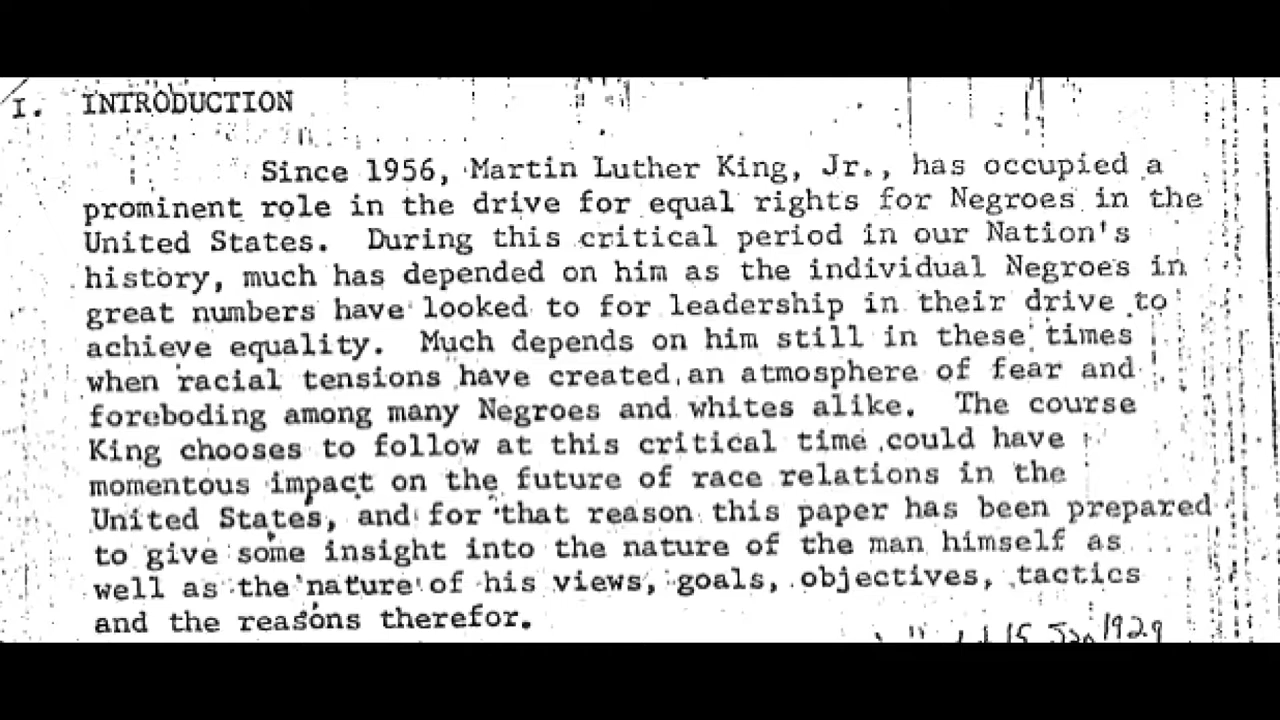 I. INTRODUCTION
Since 1956, Martin Luther King, Jr., has occupied a
prominent role in the drive for equal rights for Negroes in the
United States. During this critical period in our Nation's
history, much has depended on him as the individual Negroes in
great numbers have looked to for leadership in their drive to
achieve equality. Much depends on him still in these times
when racial tensions have created an atmosphere of fear and
foreboding among many Negroes and whites alike. The course
King chooses to follow at this critical time could have
momentous impact on the future of race relations in the
United States, and for that reason this paper has been prepared
to give some insight into the nature of the man himself as
well as the nature of his views, goals, objectives, tactics
and the reasons therefor.
15 Jan 1929